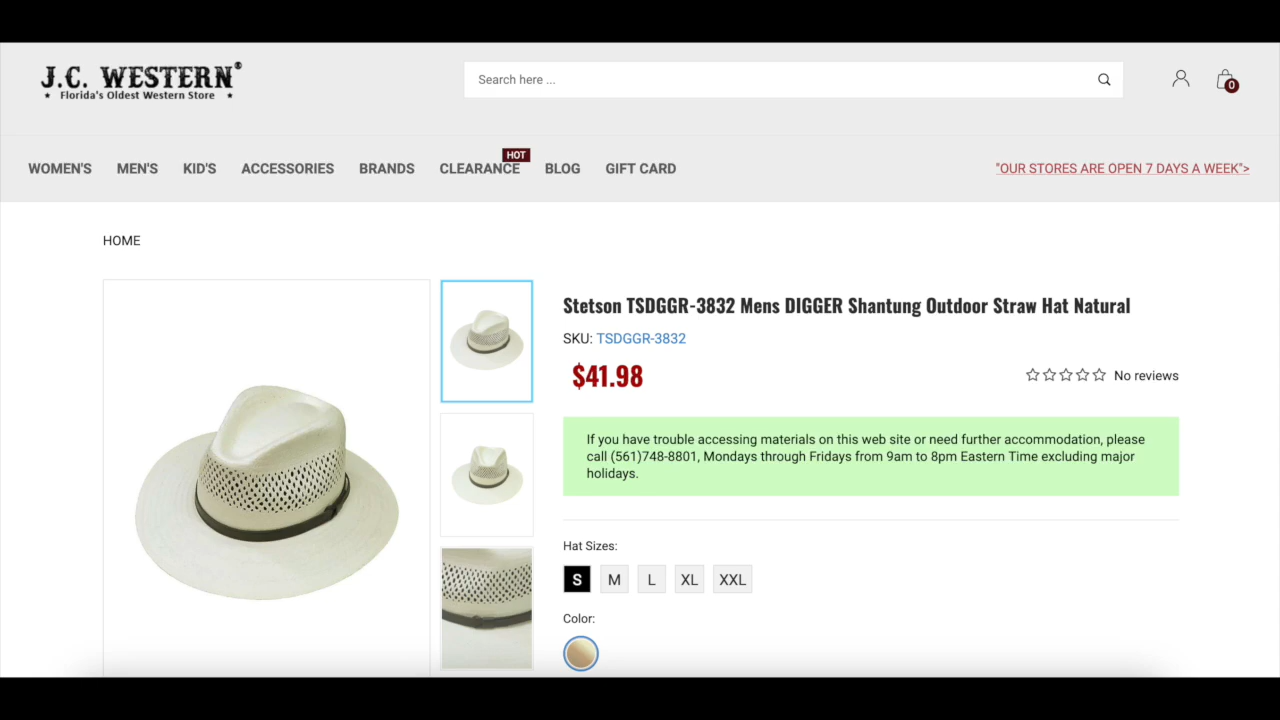 J.C. WESTERN®
★ Florida's Oldest Western Store ★
Search here ...
0
HOT
WOMEN'S MEN'S KID'S ACCESSORIES BRANDS CLEARANCE BLOG GIFT CARD "OUR STORES ARE OPEN 7 DAYS A WEEK">
HOME
Stetson TSDGGR-3832 Mens DIGGER Shantung Outdoor Straw Hat Natural
SKU: TSDGGR-3832
$41.98 No reviews
If you have trouble accessing materials on this web site or need further accommodation, please
call (561)748-8801, Mondays through Fridays from 9am to 8pm Eastern Time excluding major
holidays.
Hat Sizes:
S M L XL XXL
Color: